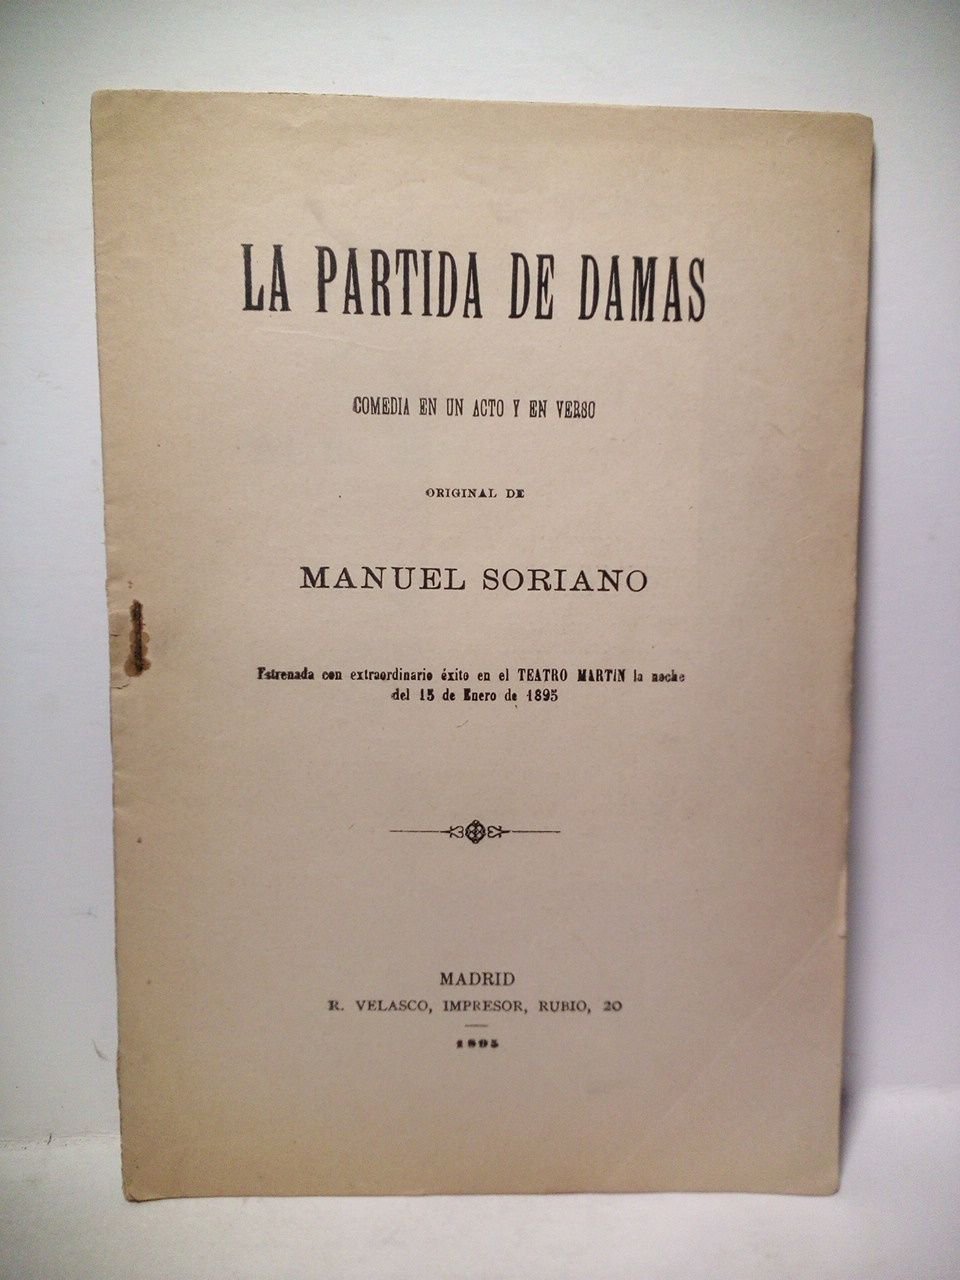 LA PARTIDA DE DAMAS
COMEDIA EN UN ACTO Y EN VERSO
ORIGINAL DE
MANUEL SORIANO
Estrenada con extraordinario éxito en el TEATRO MARTÍN la noche
del 15 de Enero de 1895
MADRID
R. VELASCO, IMPRESOR, RUBIO, 20
1895